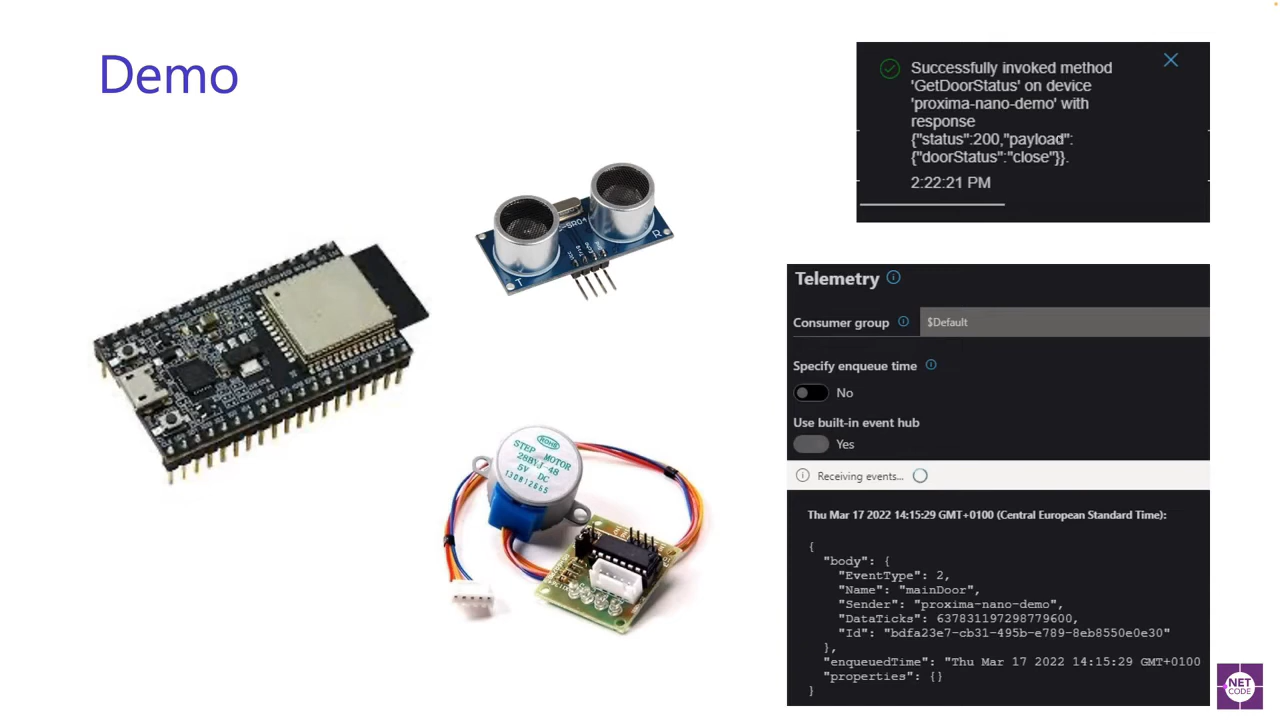 Demo
Successfully invoked method
'GetDoorStatus' on device
'proxima-nano-demo' with
response
{"status":200,"payload":
{"doorStatus":"close"}}.
2:22:21 PM
T
R
ROHS
STEP MOTOR
28BYJ-48
5V DC
130812665
Telemetry
Consumer group
$Default
Specify enqueue time
No
Use built-in event hub
Yes
Receiving events...
Thu Mar 17 2022 14:15:29 GMT+0100 (Central European Standard Time):
{
"body": {
"EventType": 2,
"Name": "mainDoor",
"Sender": "proxima-nano-demo",
"DataTicks": 637831197298779600,
"Id": "bdfa23e7-cb31-495b-e789-8eb8550e0e30"
},
"enqueuedTime": "Thu Mar 17 2022 14:15:29 GMT+0100
"properties": {}
}
NET
CODE